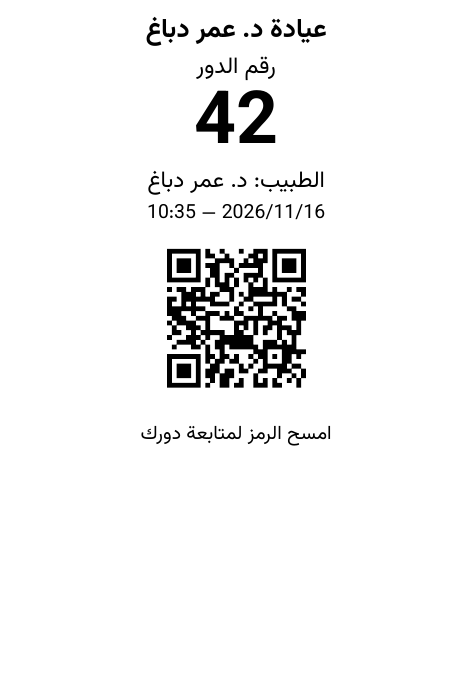 عيادة د. عمر دباغ
رقم الدور
42
الطبيب: د. عمر دباغ
2026/11/16 — 10:35
امسح الرمز لمتابعة دورك